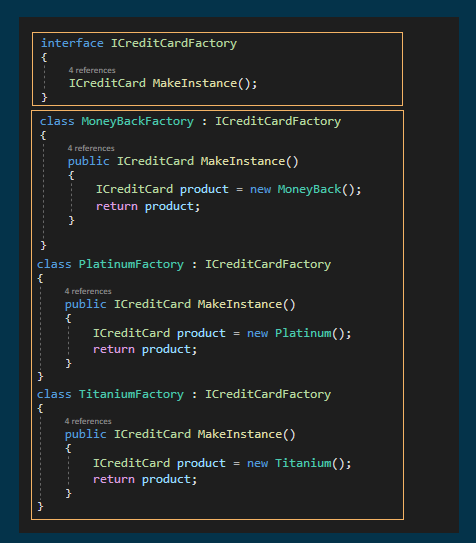 interface ICreditCardFactory
{
4 references
ICreditCard MakeInstance();
}
class MoneyBackFactory : ICreditCardFactory
{
4 references
public ICreditCard MakeInstance()
{
ICreditCard product = new MoneyBack();
return product;
}
}
class PlatinumFactory : ICreditCardFactory
{
4 references
public ICreditCard MakeInstance()
{
ICreditCard product = new Platinum();
return product;
}
}
class TitaniumFactory : ICreditCardFactory
{
4 references
public ICreditCard MakeInstance()
{
ICreditCard product = new Titanium();
return product;
}
}